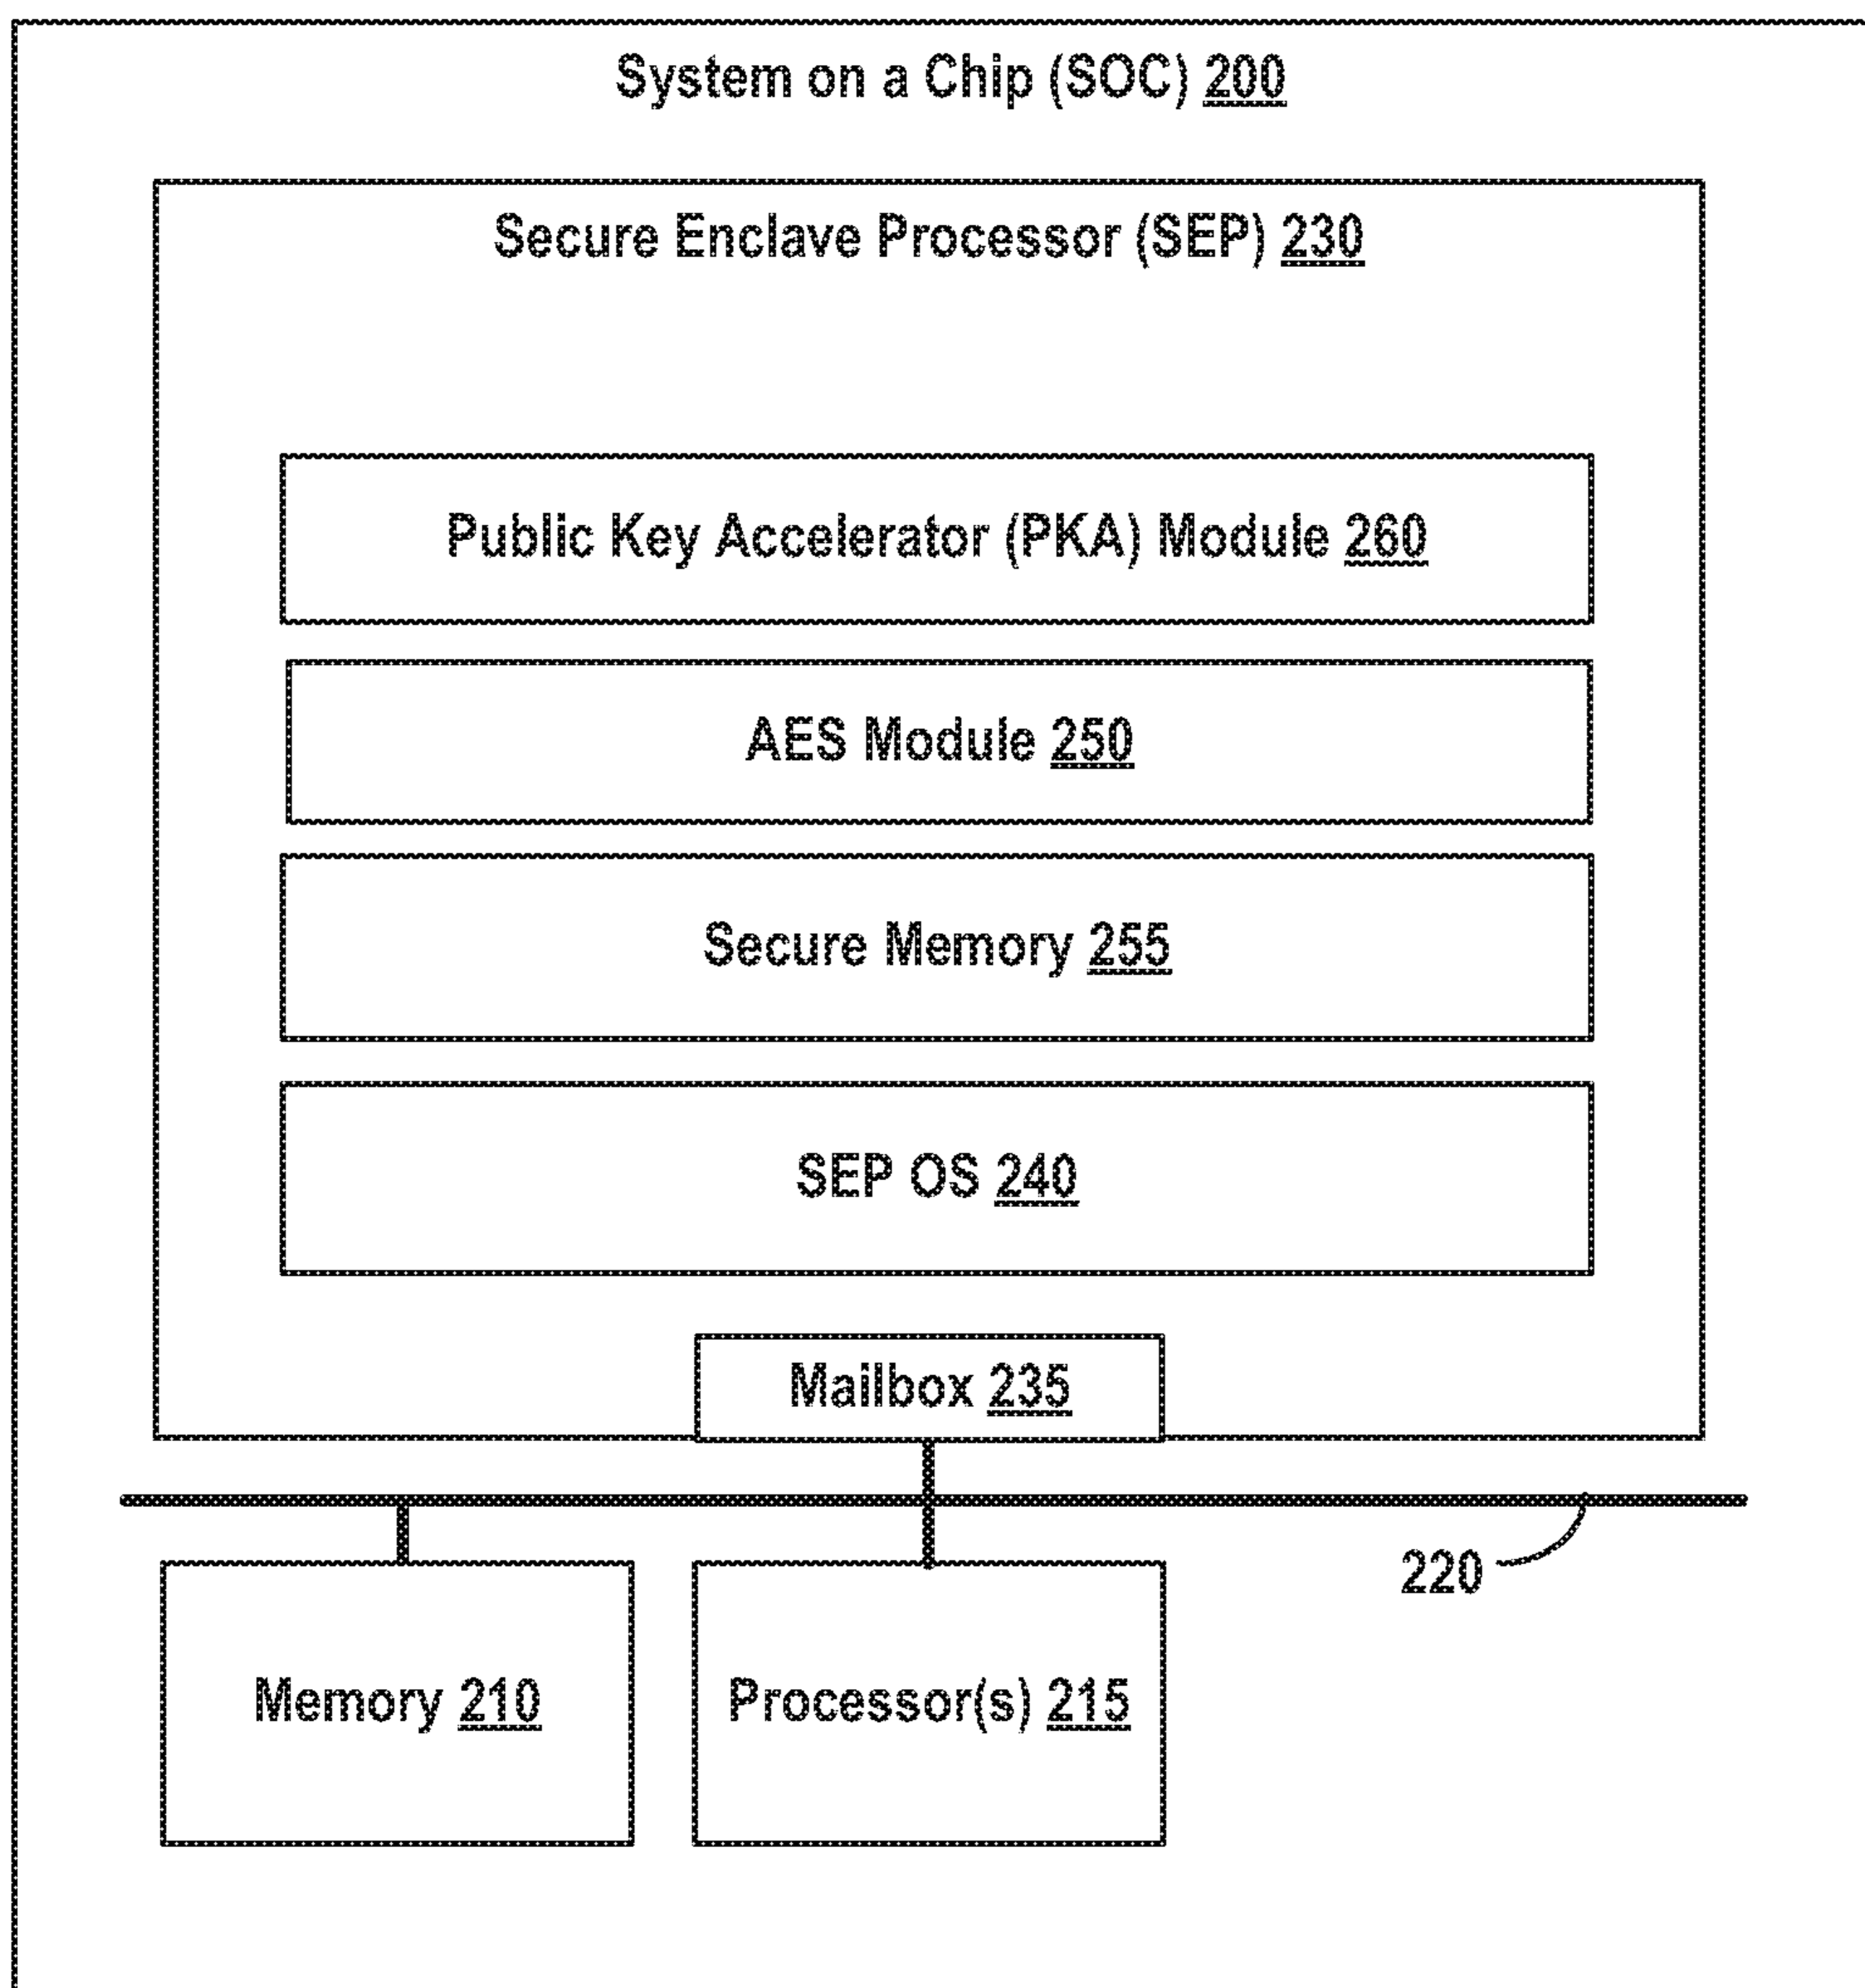 System on a Chip (SOC) 200
Secure Enclave Processor (SEP) 230
Public Key Accelerator (PKA) Module 260
AES Module 250
Secure Memory 255
SEP OS 240
Mailbox 235
220
Memory 210
Processor(s) 215